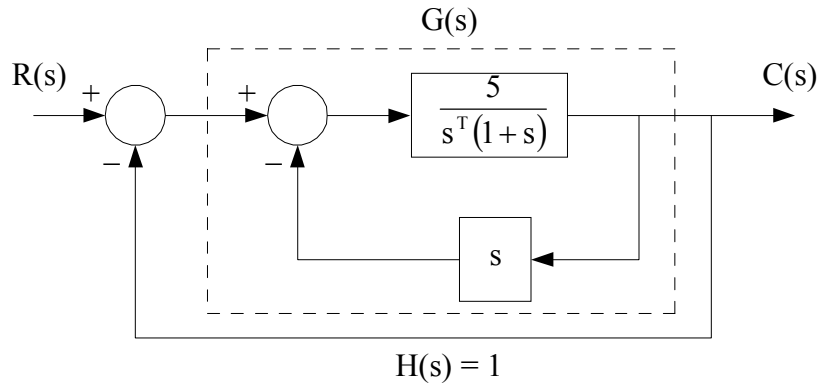 G(s)
R(s)
C(s)
+
+
5
s^T(1+s)
−
−
s
H(s) = 1